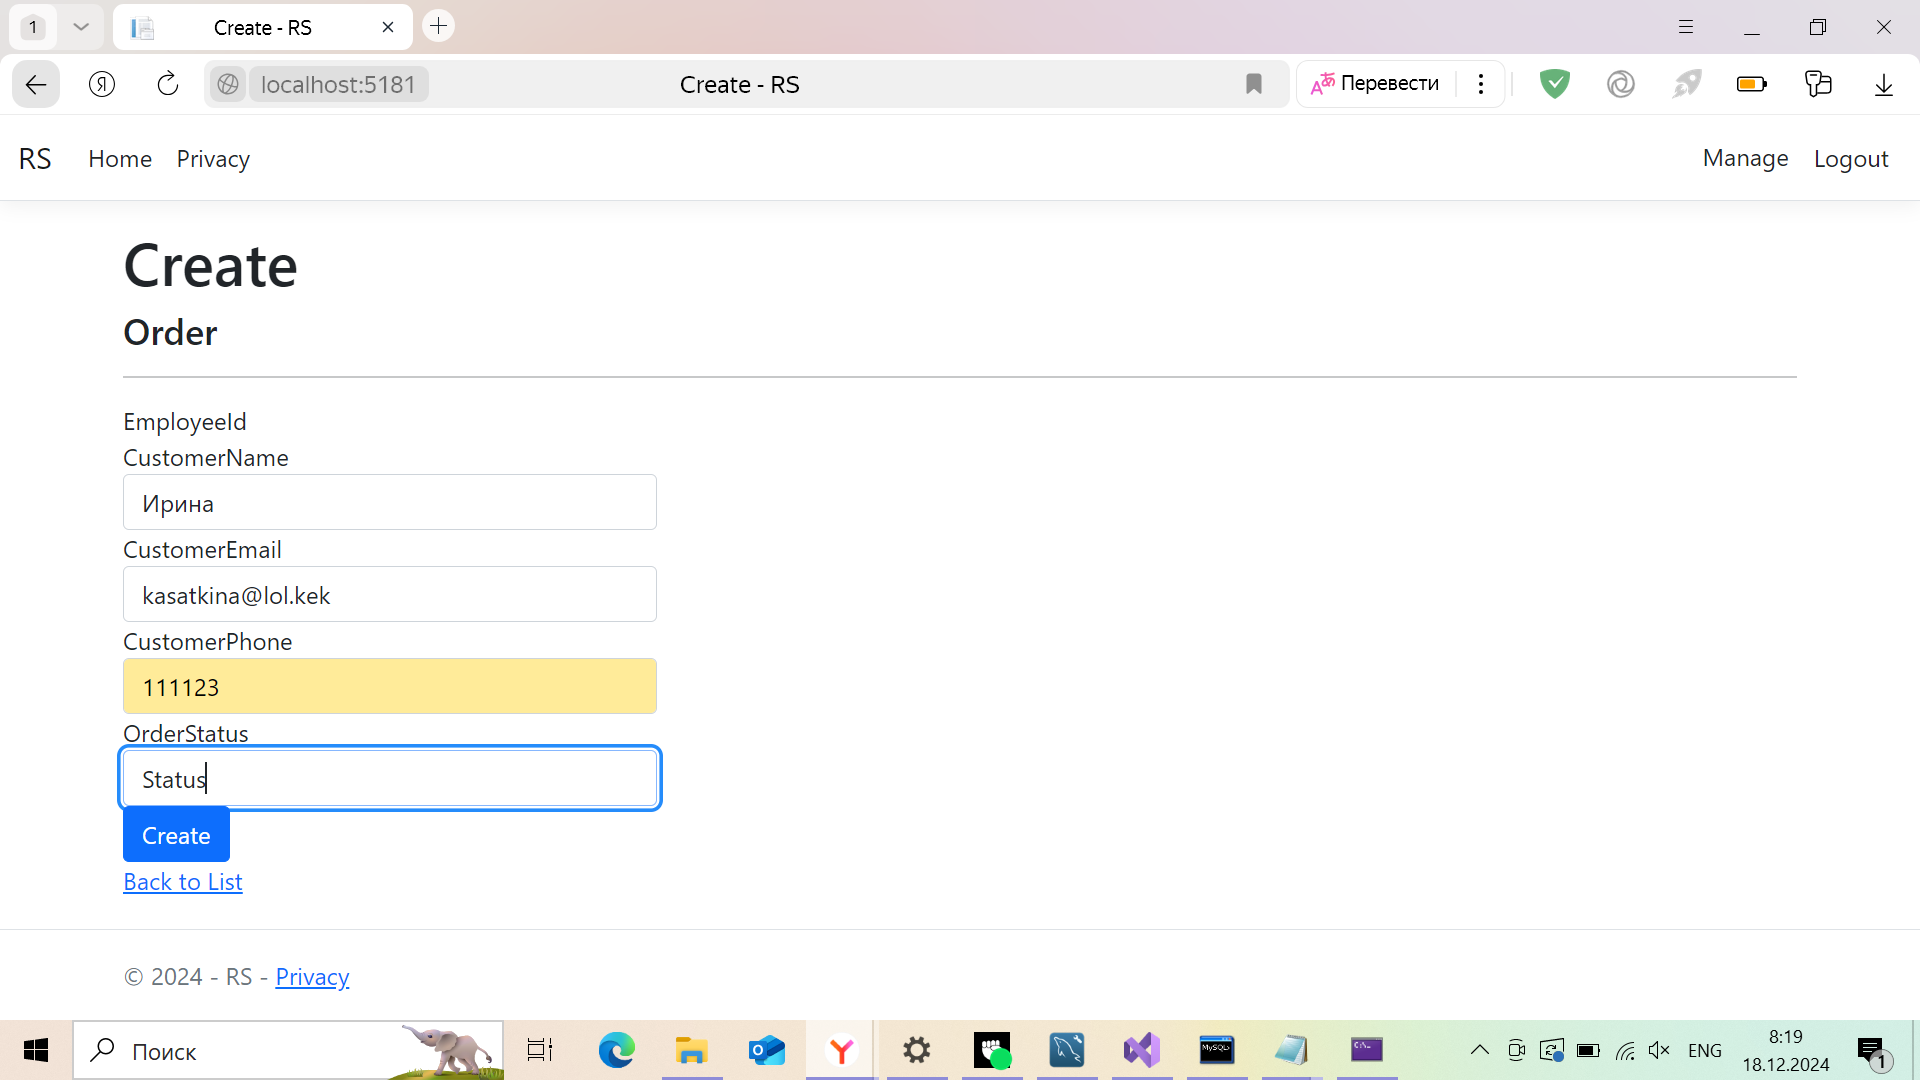 1
Create - RS
Я
localhost:5181
Create - RS
Перевести
RS
Home
Privacy
Manage
Logout
Create
Order
EmployeeId
CustomerName
Ирина
CustomerEmail
kasatkina@lol.kek
CustomerPhone
111123
OrderStatus
Status
Create
Back to List
© 2024 - RS - Privacy
Поиск
MySQL
C:\_
ENG
8:19
18.12.2024
1